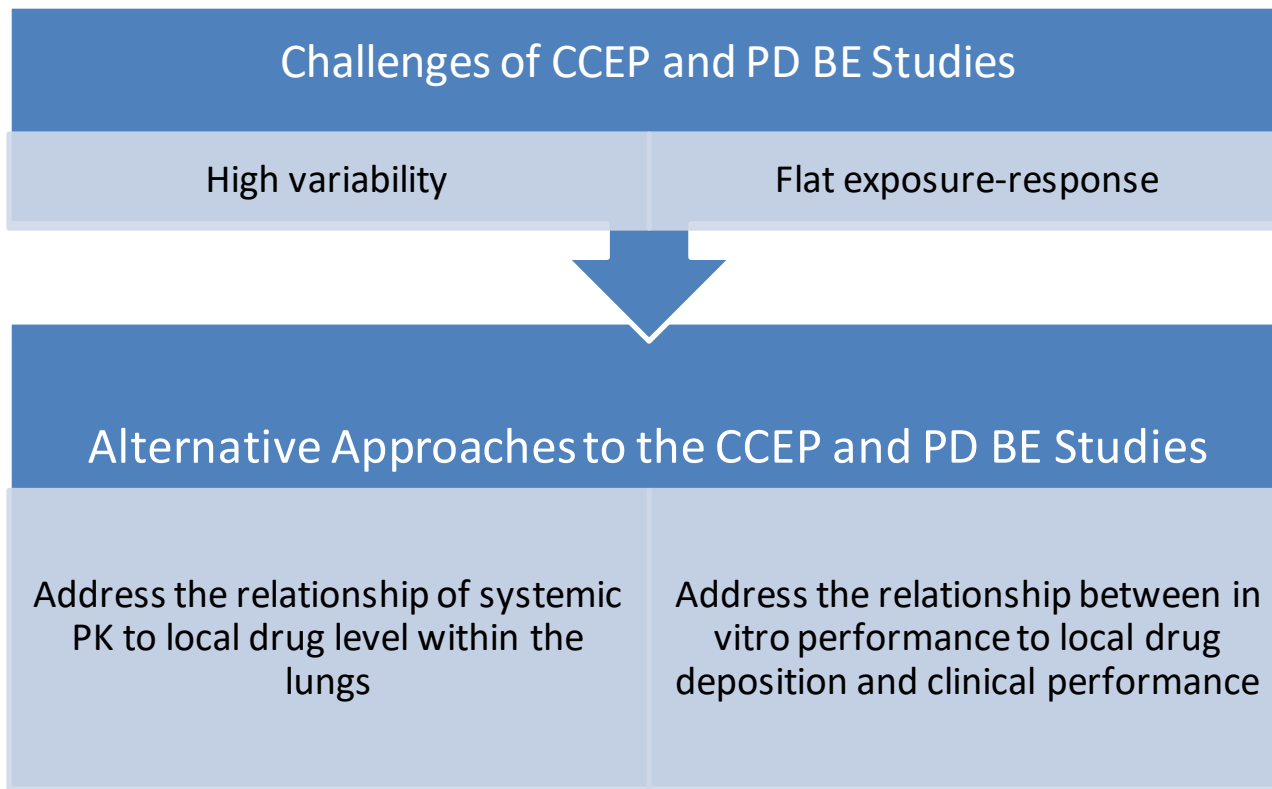 Challenges of CCEP and PD BE Studies
High variability
Flat exposure-response
Alternative Approaches to the CCEP and PD BE Studies
Address the relationship of systemic
PK to local drug level within the
lungs
Address the relationship between in
vitro performance to local drug
deposition and clinical performance